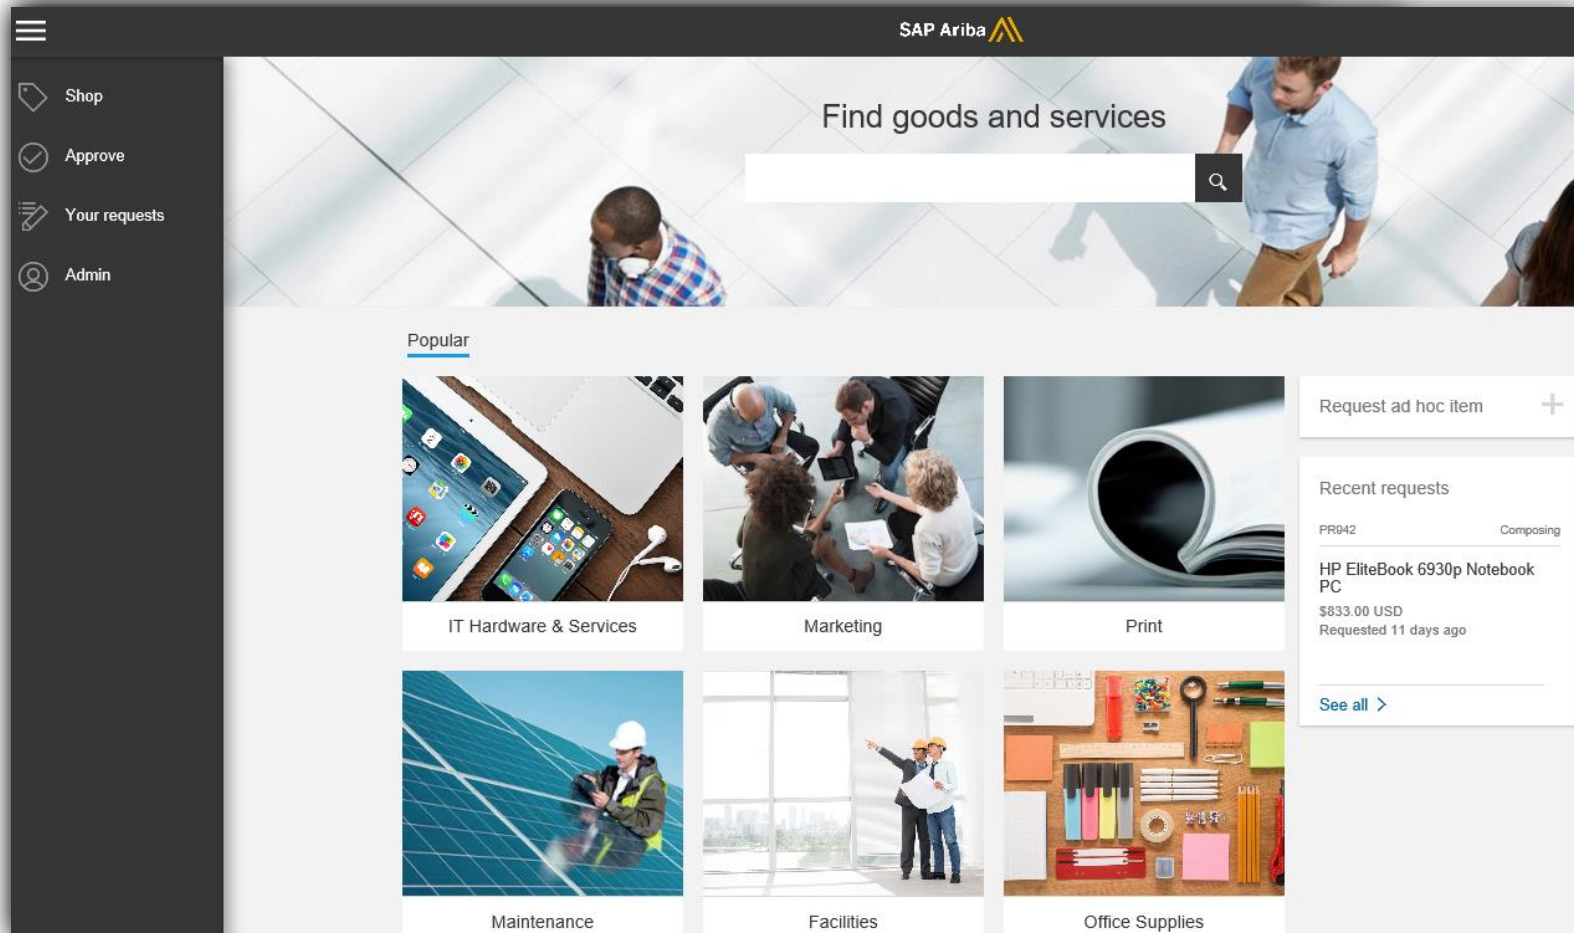 SAP Ariba
Shop
Approve
Your requests
Admin
Find goods and services
Popular
IT Hardware & Services
Marketing
Print
Maintenance
Facilities
Office Supplies
Request ad hoc item
Recent requests
PR942 Composing
HP EliteBook 6930p Notebook
PC
$833.00 USD
Requested 11 days ago
See all